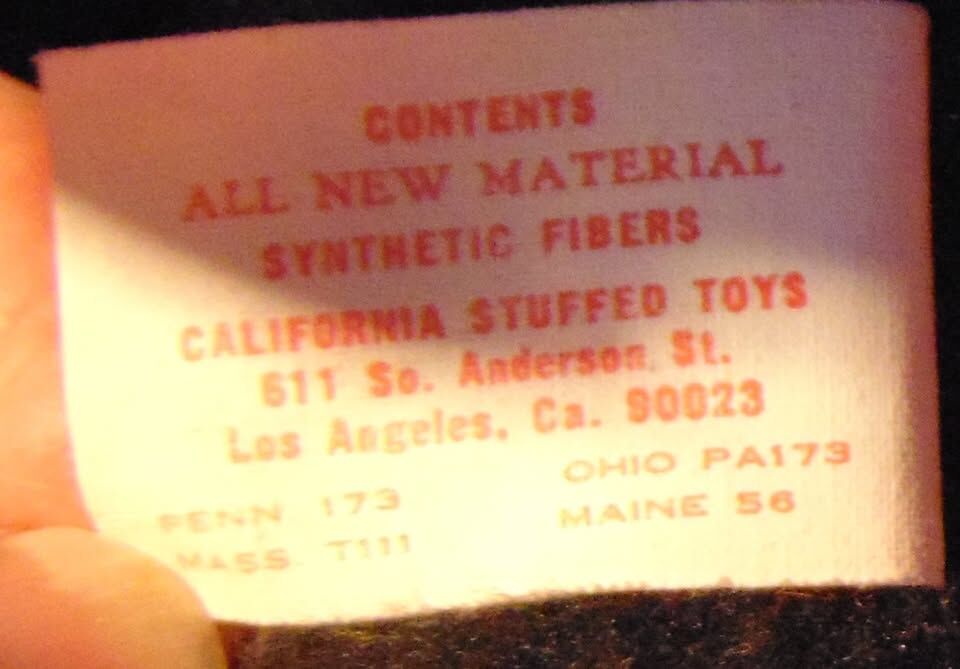 CONTENTS
ALL NEW MATERIAL
SYNTHETIC FIBERS
CALIFORNIA STUFFED TOYS
611 So. Anderson St.
Los Angeles, Ca. 90023
PENN 173 OHIO PA173
MASS. T111 MAINE 56